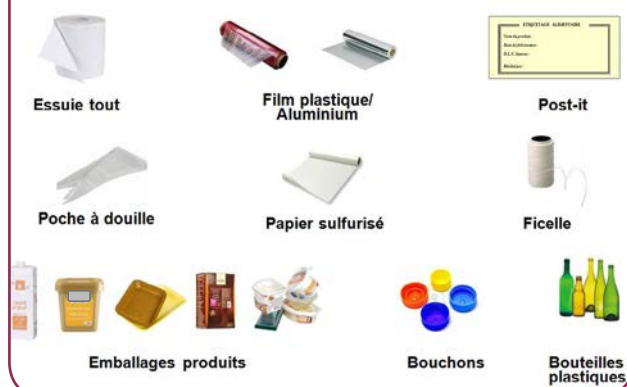 ETIQUETAGE ALIMENTAIRE
Essuie tout
Film plastique/
Aluminium
Post-it
Poche à douille
Papier sulfurisé
Ficelle
Emballages produits
Bouchons
Bouteilles
plastiques